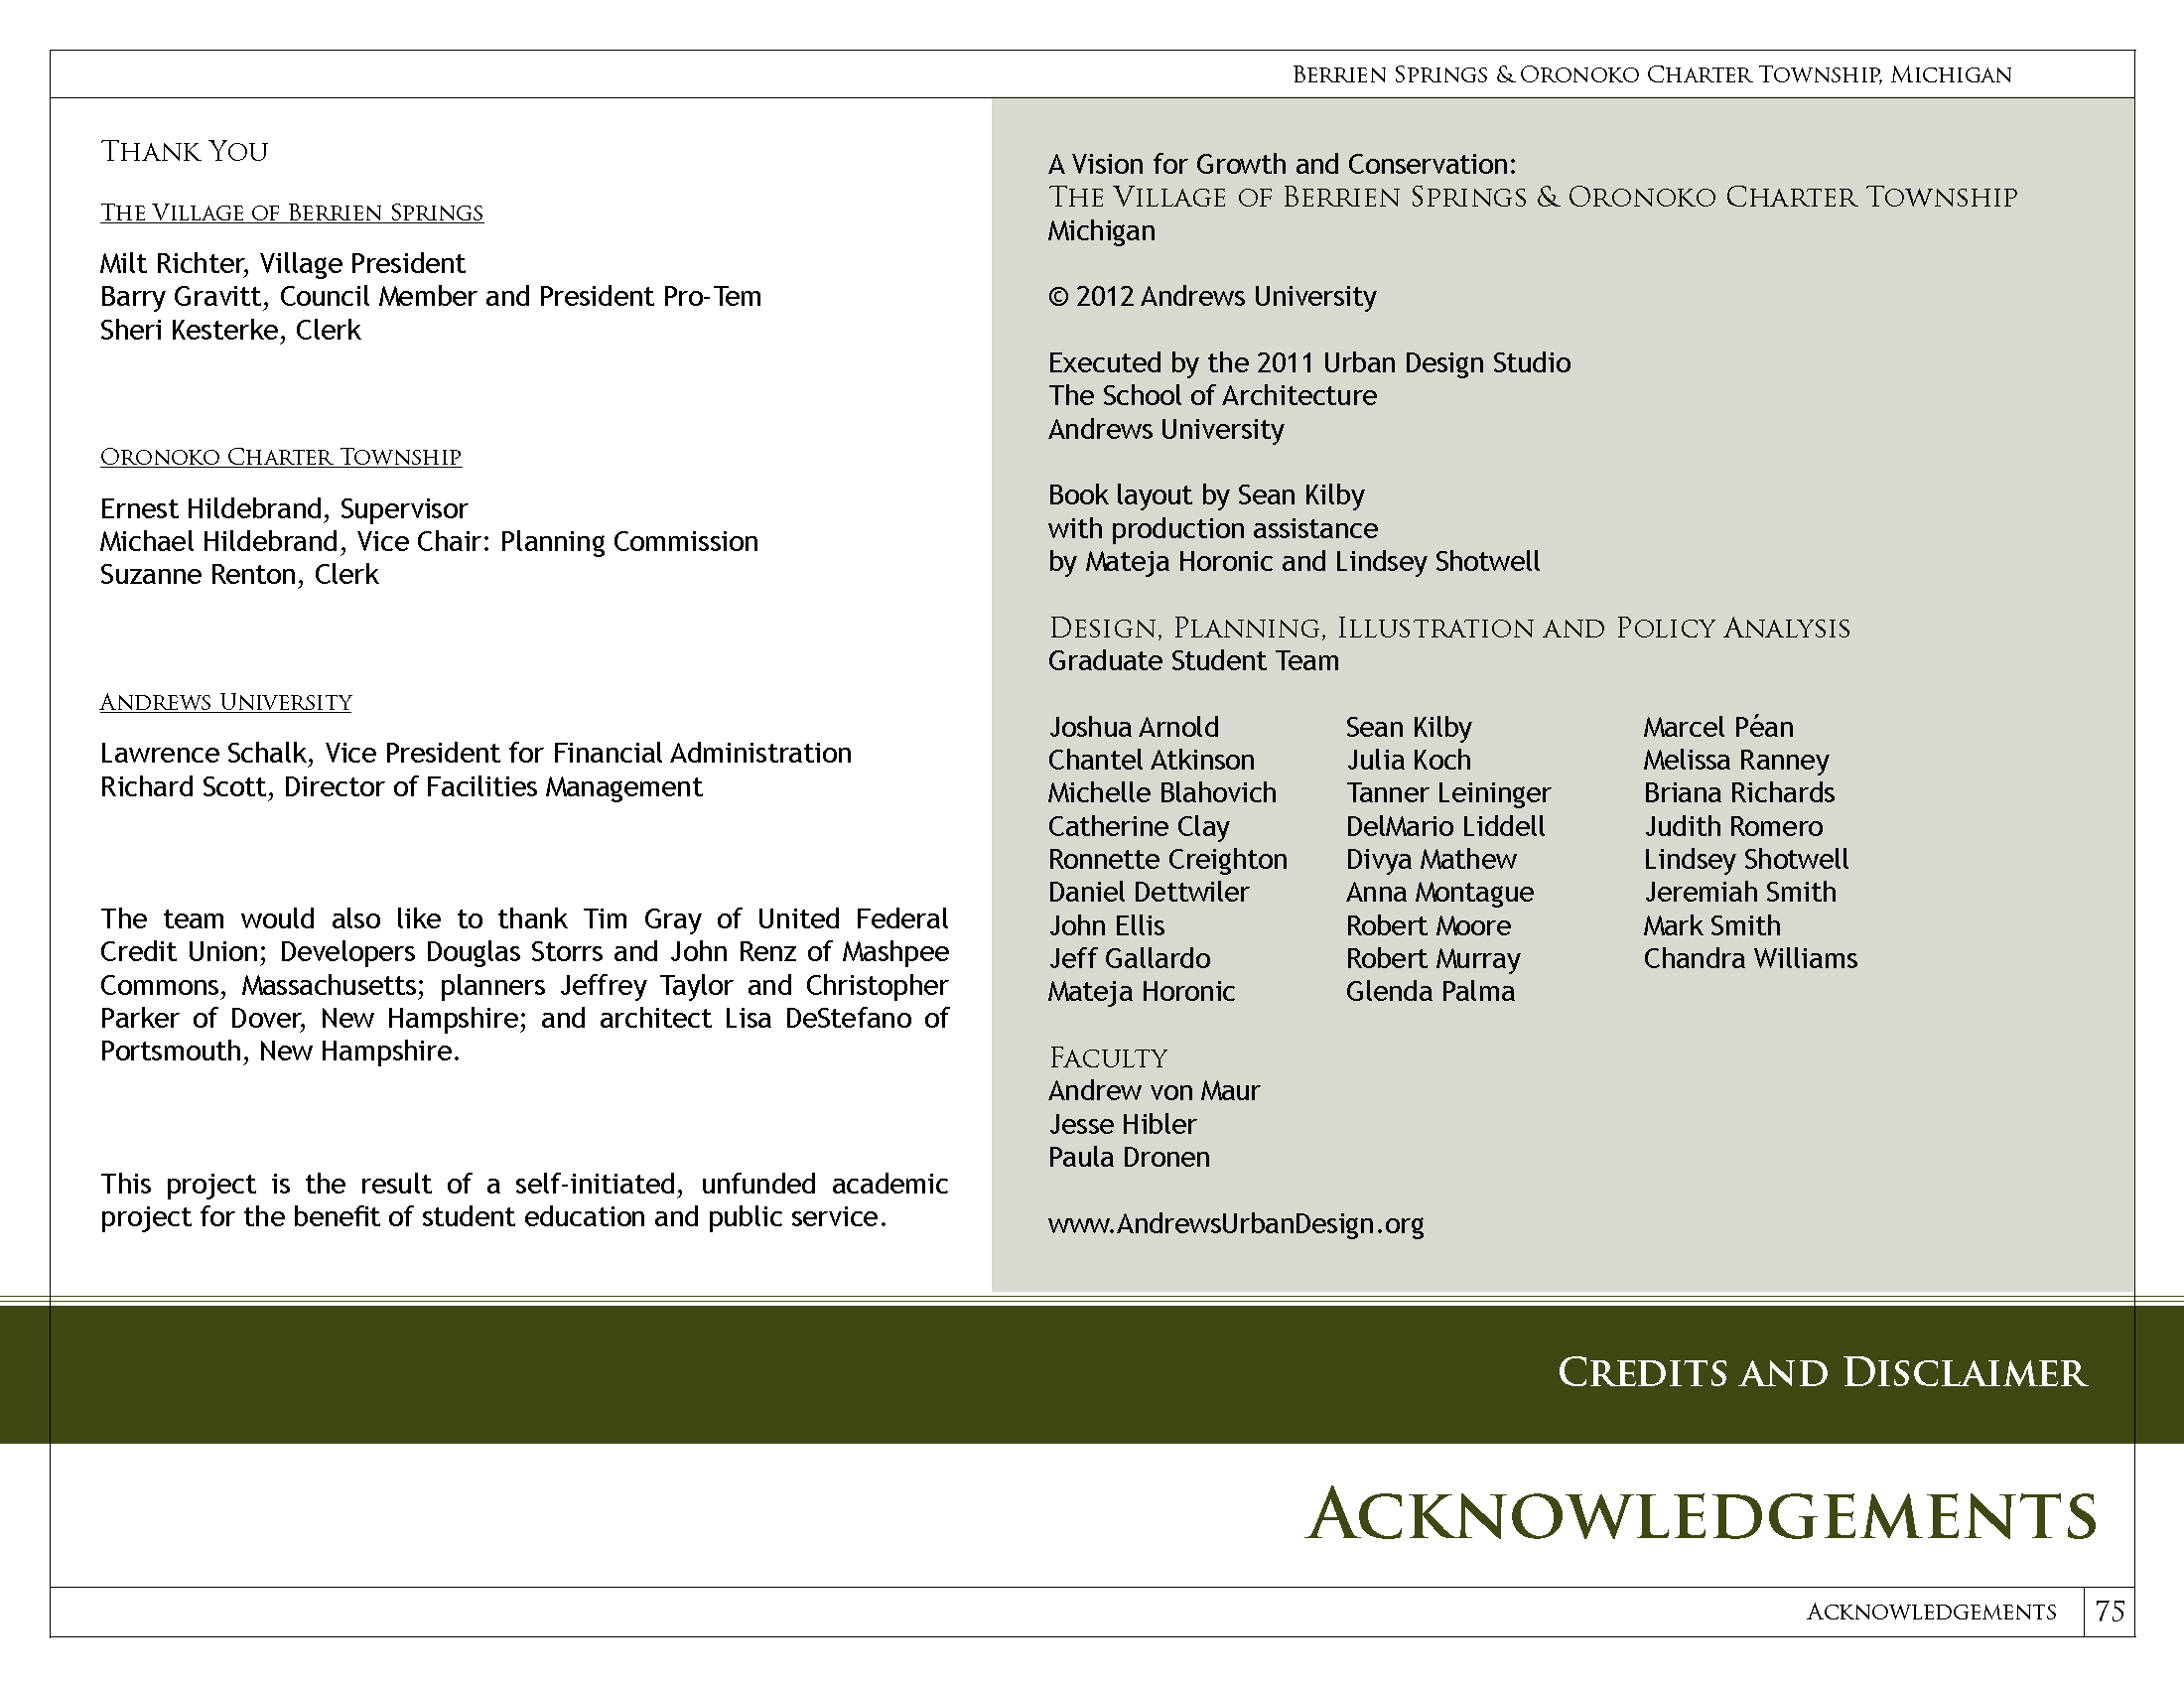 Berrien Springs & Oronoko Charter Township, Michigan
Thank You
The Village of Berrien Springs
Milt Richter, Village President
Barry Gravitt, Council Member and President Pro-Tem
Sheri Kesterke, Clerk
Oronoko Charter Township
Ernest Hildebrand, Supervisor
Michael Hildebrand, Vice Chair: Planning Commission
Suzanne Renton, Clerk
Andrews University
Lawrence Schalk, Vice President for Financial Administration
Richard Scott, Director of Facilities Management
The team would also like to thank Tim Gray of United Federal
Credit Union; Developers Douglas Storrs and John Renz of Mashpee
Commons, Massachusetts; planners Jeffrey Taylor and Christopher
Parker of Dover, New Hampshire; and architect Lisa DeStefano of
Portsmouth, New Hampshire.
This project is the result of a self-initiated, unfunded academic
project for the benefit of student education and public service.
A Vision for Growth and Conservation:
The Village of Berrien Springs & Oronoko Charter Township
Michigan
© 2012 Andrews University
Executed by the 2011 Urban Design Studio
The School of Architecture
Andrews University
Book layout by Sean Kilby
with production assistance
by Mateja Horonic and Lindsey Shotwell
Design, Planning, Illustration and Policy Analysis
Graduate Student Team
Joshua Arnold
Chantel Atkinson
Michelle Blahovich
Catherine Clay
Ronnette Creighton
Daniel Dettwiler
John Ellis
Jeff Gallardo
Mateja Horonic
Sean Kilby
Julia Koch
Tanner Leininger
DelMario Liddell
Divya Mathew
Anna Montague
Robert Moore
Robert Murray
Glenda Palma
Marcel Péan
Melissa Ranney
Briana Richards
Judith Romero
Lindsey Shotwell
Jeremiah Smith
Mark Smith
Chandra Williams
Faculty
Andrew von Maur
Jesse Hibler
Paula Dronen
www.AndrewsUrbanDesign.org
Credits and Disclaimer
Acknowledgements
Acknowledgements 75